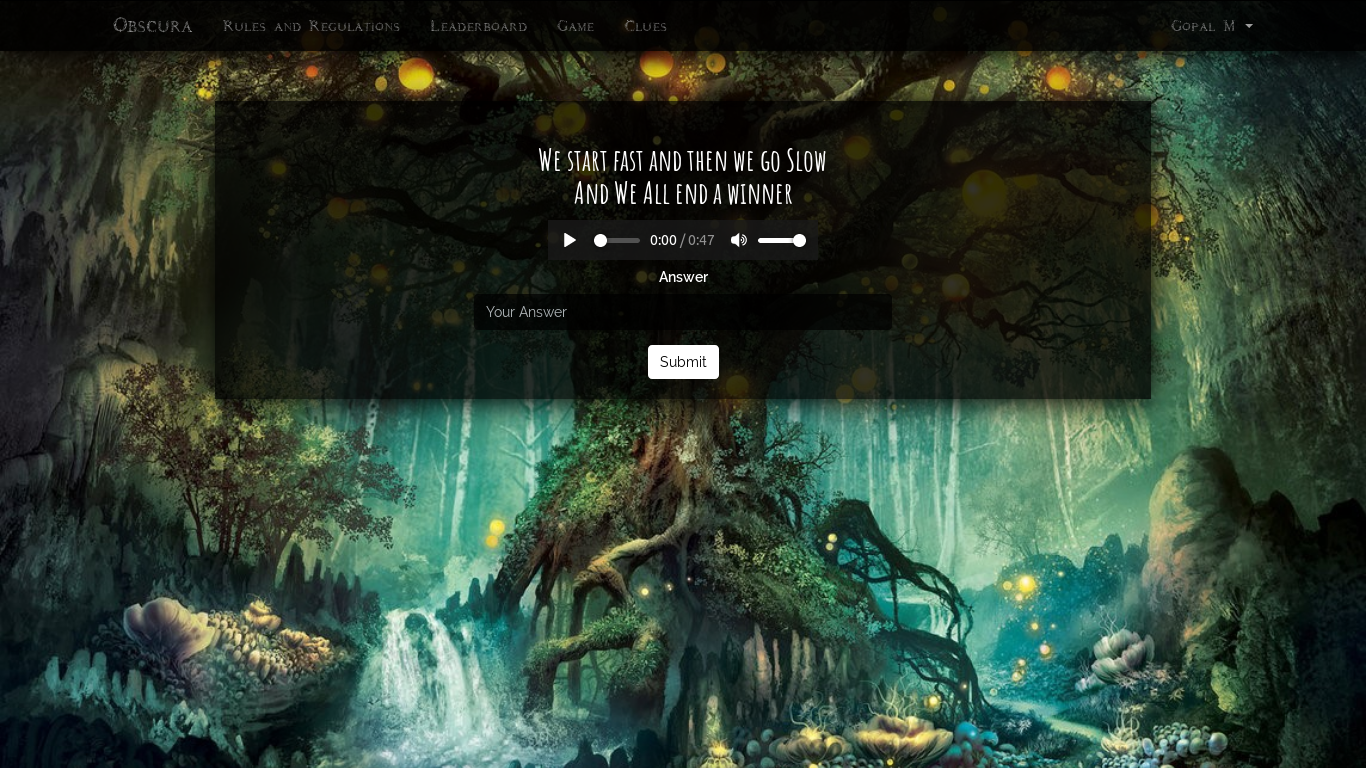 Obscura Rules and Regulations Leaderboard Game Clues Gopal M
We start fast and then we go Slow
And We All end a winner
0:00 / 0:47
Answer
Your Answer
Submit